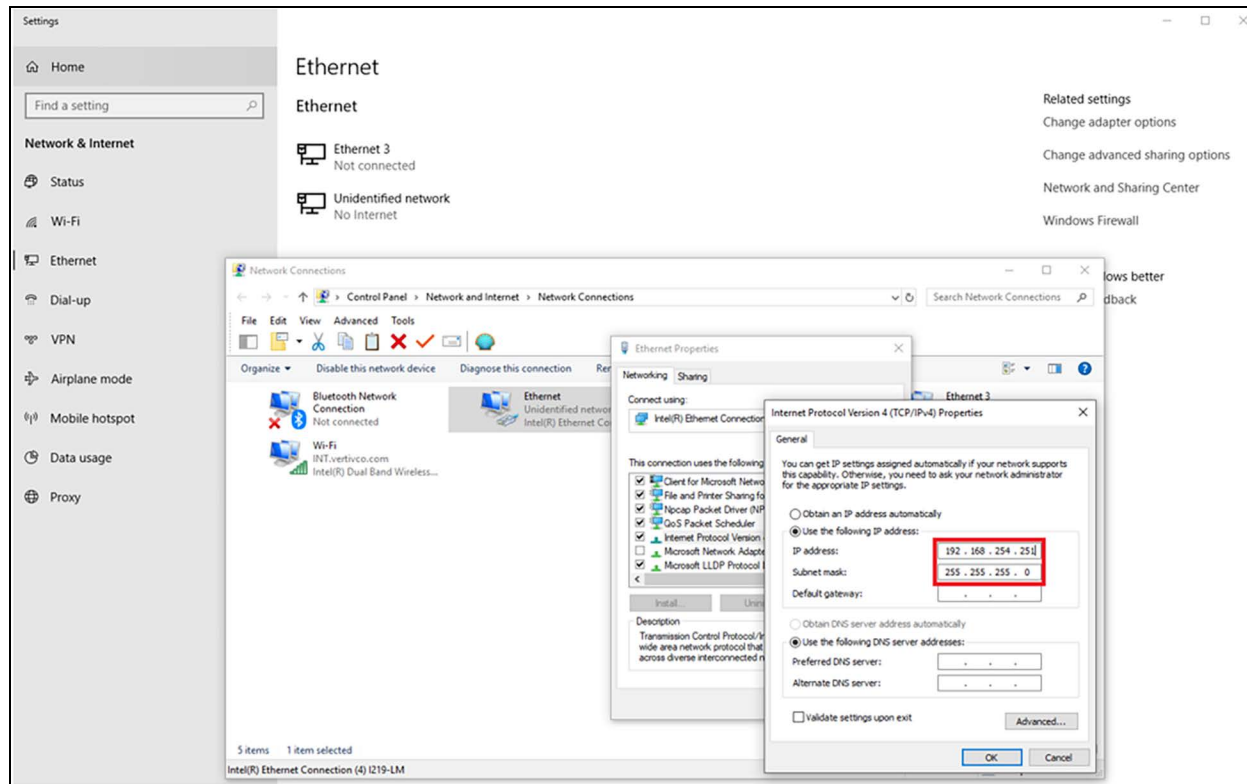 Settings
Home
Find a setting
Network & Internet
Status
Wi-Fi
Ethernet
Dial-up
VPN
Airplane mode
Mobile hotspot
Data usage
Proxy
Ethernet
Ethernet
Ethernet 3
Not connected
Unidentified network
No Internet
Related settings
Change adapter options
Change advanced sharing options
Network and Sharing Center
Windows Firewall
lows better
dback
Network Connections
Control Panel > Network and Internet > Network Connections
Search Network Connections
File Edit View Advanced Tools
Organize Disable this network device Diagnose this connection Rer
Bluetooth Network
Connection
Not connected
Ethernet
Unidentified networ
Intel(R) Ethernet Co
Ethernet 3
Wi-Fi
INT.vertivco.com
Intel(R) Dual Band Wireless...
5 items 1 item selected
Intel(R) Ethernet Connection (4) I219-LM
Ethernet Properties
Networking Sharing
Connect using:
Intel(R) Ethernet Connection
This connection uses the following
Client for Microsoft Netwo
File and Printer Sharing fo
Npcap Packet Driver (NP
QoS Packet Scheduler
Internet Protocol Version
Microsoft Network Adapte
Microsoft LLDP Protocol
Install... Unins
Description
Transmission Control Protocol/In
wide area network protocol that
across diverse interconnected n
Internet Protocol Version 4 (TCP/IPv4) Properties
General
You can get IP settings assigned automatically if your network supports
this capability. Otherwise, you need to ask your network administrator
for the appropriate IP settings.
Obtain an IP address automatically
Use the following IP address:
IP address: 192 . 168 . 254 . 251
Subnet mask: 255 . 255 . 255 . 0
Default gateway: . . .
Obtain DNS server address automatically
Use the following DNS server addresses:
Preferred DNS server: . . .
Alternate DNS server: . . .
Validate settings upon exit
Advanced...
OK Cancel